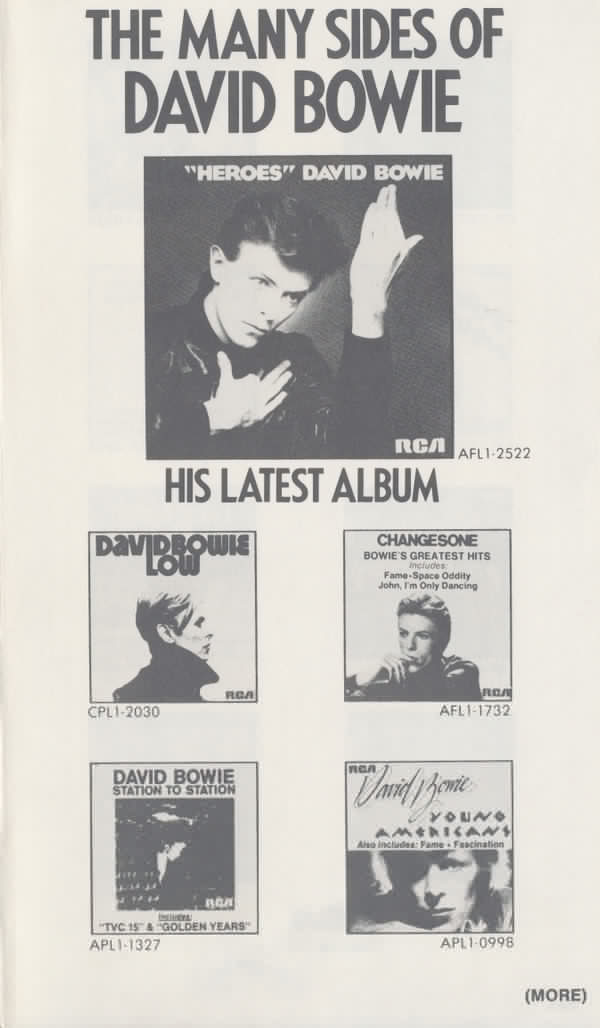 THE MANY SIDES OF
DAVID BOWIE
"HEROES" DAVID BOWIE
RCA
AFL1-2522
HIS LATEST ALBUM
DAVID BOWIE
LOW
RCA
CPL1-2030
CHANGESONE
BOWIE'S GREATEST HITS
Includes:
Fame-Space Oddity
John, I'm Only Dancing
RCA
AFL1-1732
DAVID BOWIE
STATION TO STATION
RCA
Includes:
"TVC 15" & "GOLDEN YEARS"
APL1-1327
RCA
David Bowie
YOUNG
AMERICANS
Also includes: Fame • Fascination
APL1-0998
(MORE)